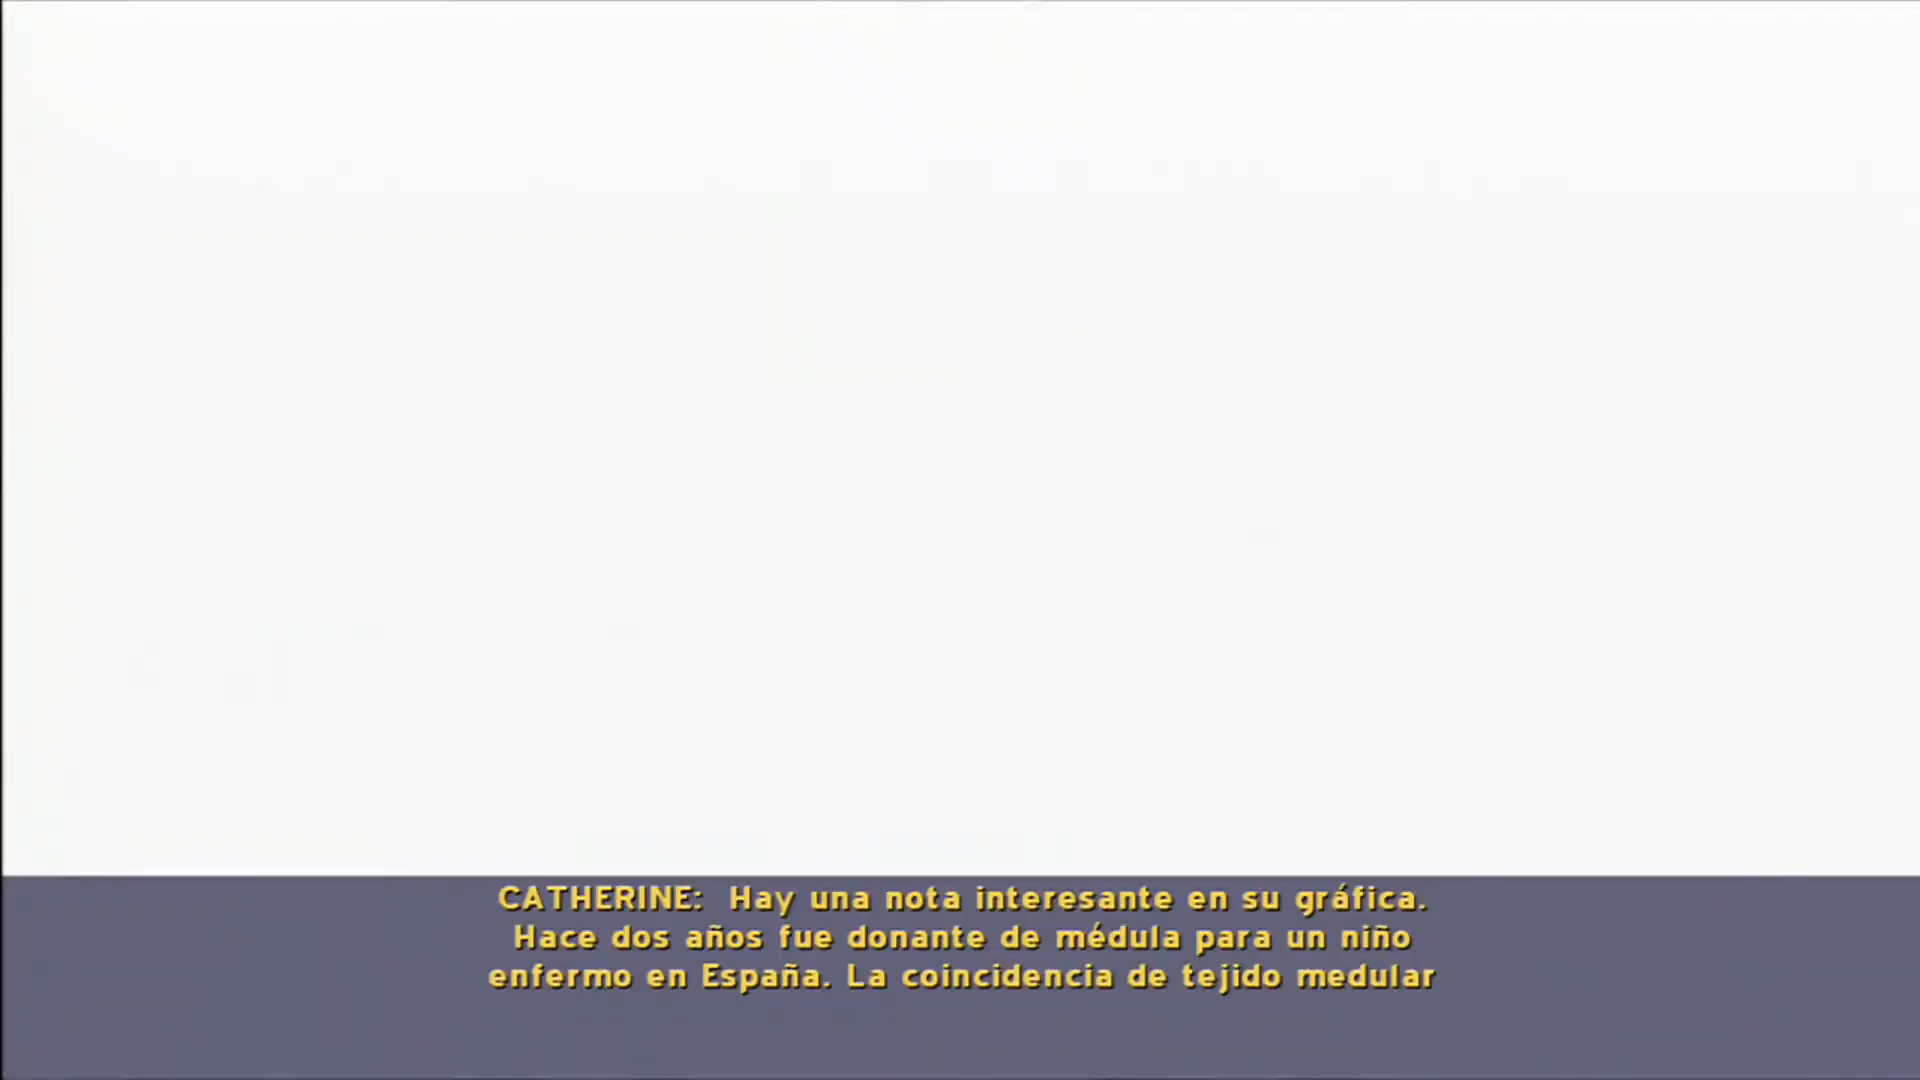 CATHERINE: Hay una nota interesante en su gráfica.
Hace dos años fue donante de médula para un niño
enfermo en España. La coincidencia de tejido medular